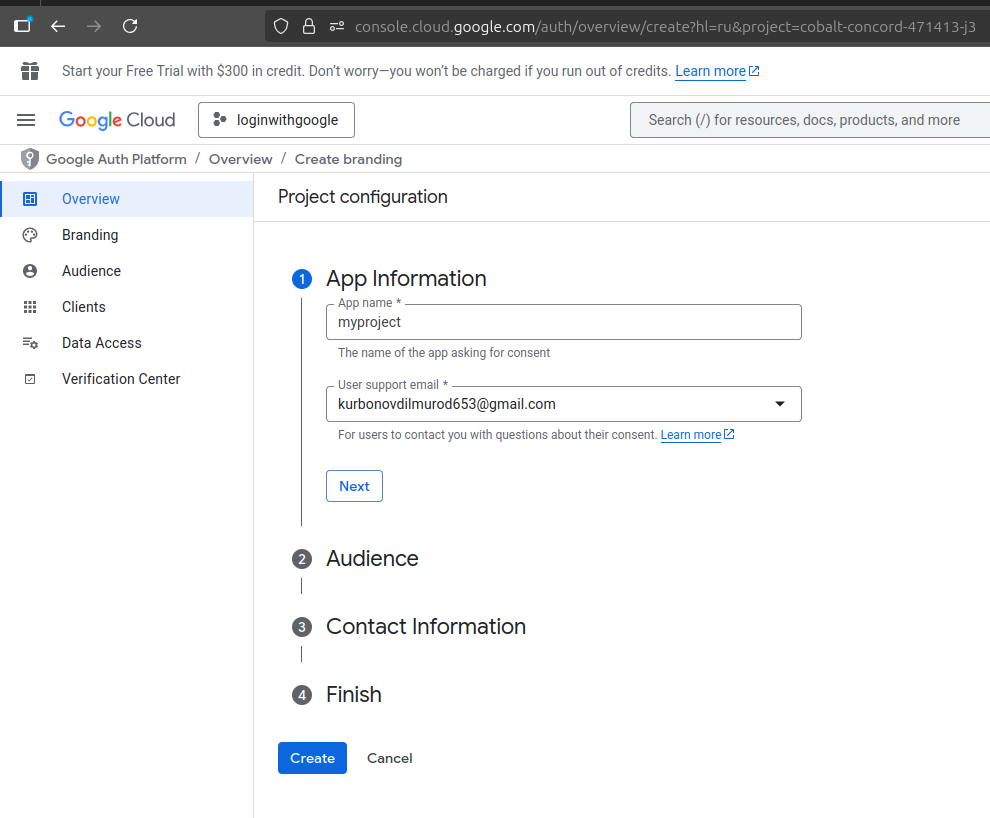 console.cloud.google.com/auth/overview/create?hl=ru&project=cobalt-concord-471413-j3
Start your Free Trial with $300 in credit. Don’t worry—you won’t be charged if you run out of credits. Learn more
Google Cloud
loginwithgoogle
Search (/) for resources, docs, products, and more
Google Auth Platform / Overview / Create branding
Overview
Branding
Audience
Clients
Data Access
Verification Center
Project configuration
1 App Information
App name *
myproject
The name of the app asking for consent
User support email *
kurbonovdilmurod653@gmail.com
For users to contact you with questions about their consent. Learn more
Next
2 Audience
3 Contact Information
4 Finish
Create Cancel